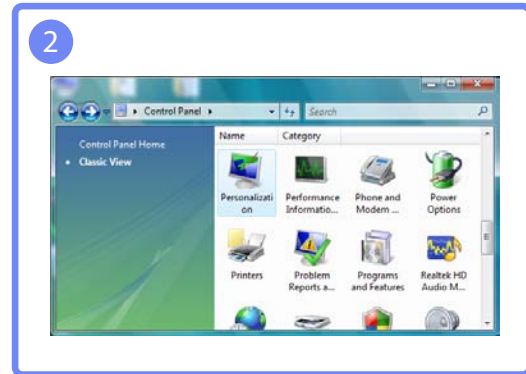 2
Control Panel
Search
Control Panel Home
Classic View
Name Category
Personalizati
on
Performance
Informatio...
Phone and
Modem ...
Power
Options
Printers
Problem
Reports a...
Programs
and Features
Realtek HD
Audio M...